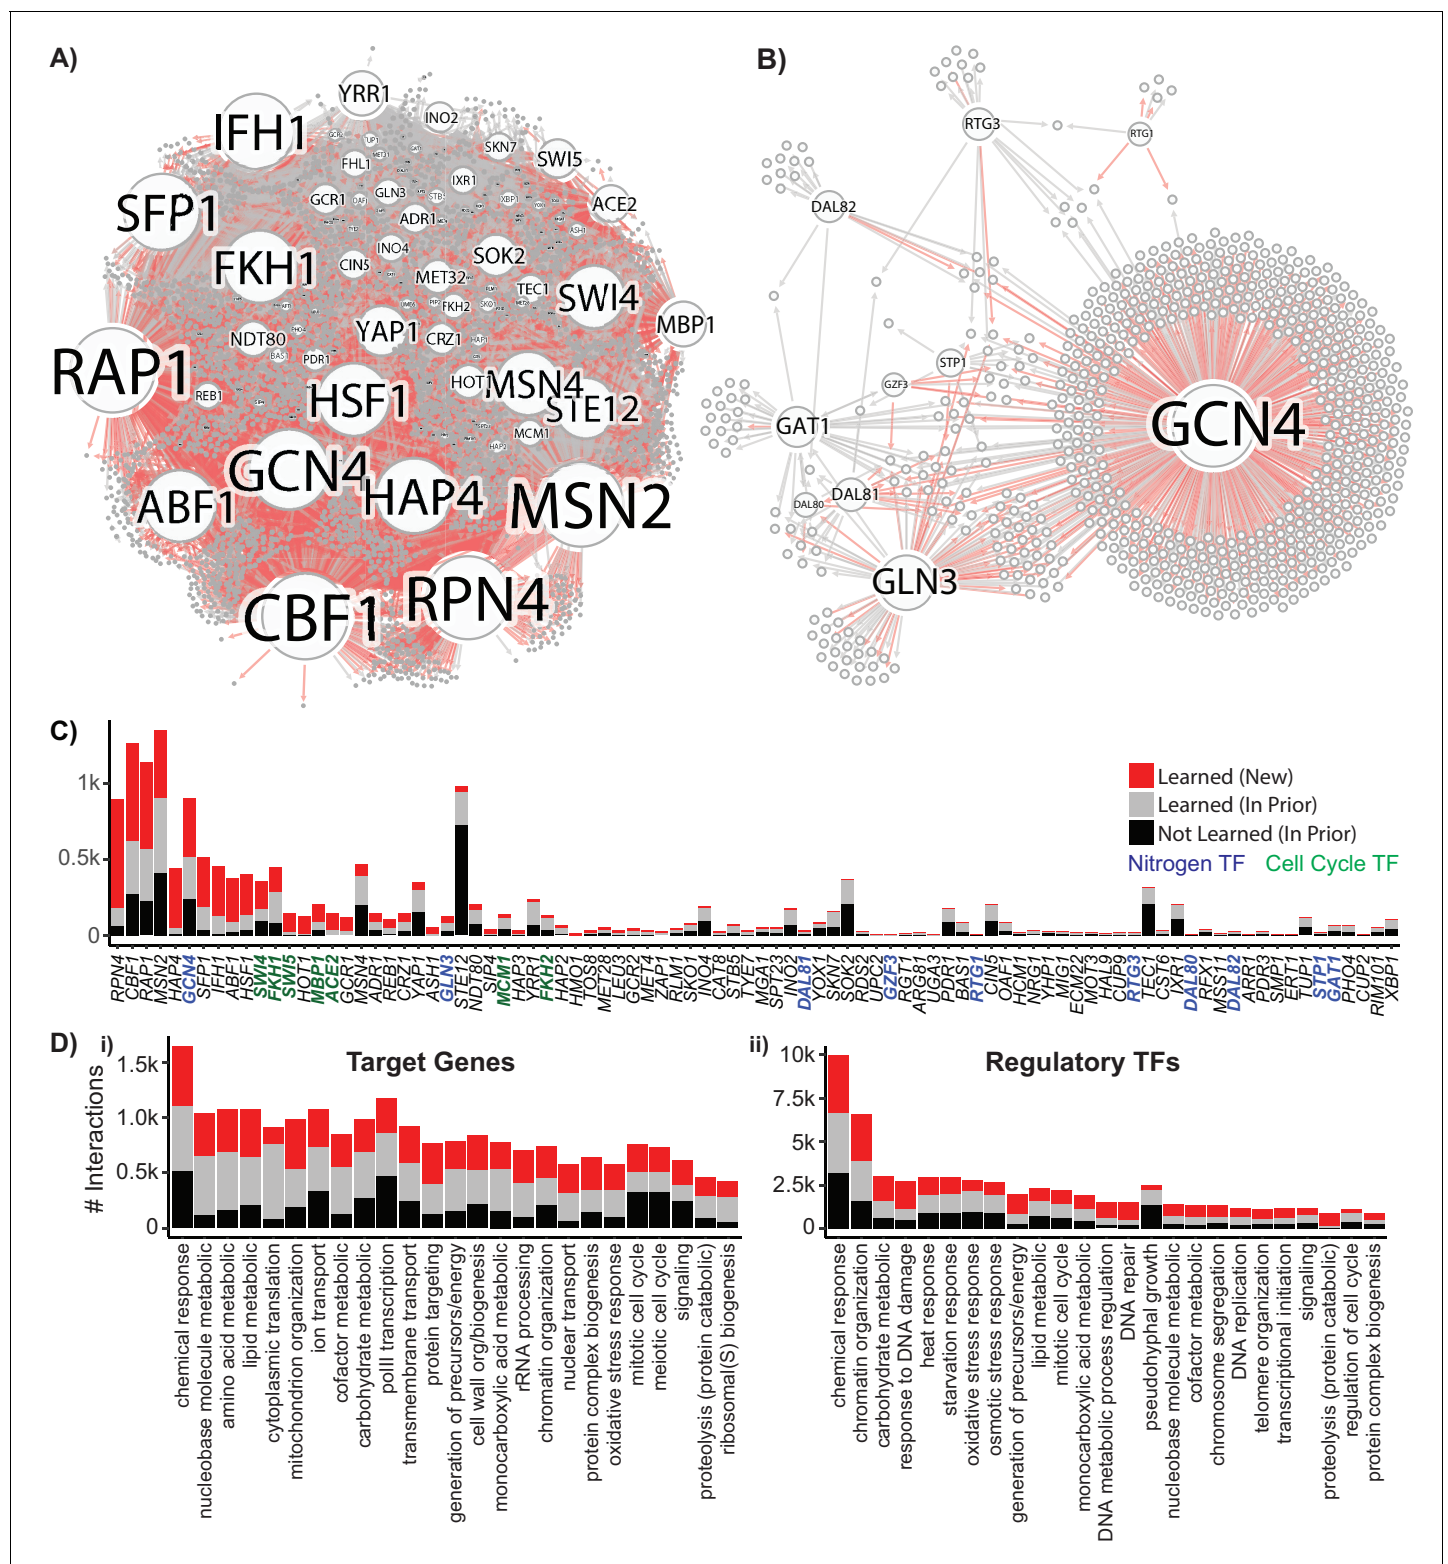 A)
YRR1
IFH1
INO2
GCR2
TUP1
MET31
SKN7
SWI5
FHL1
SFP1
IXR1
GCR1
GLN3
OAF1
STB5
XBP1
ACE2
ADR1
ASH1
FKH1
INO4
SOK2
CIN5
MET32
TEC1
SWI4
FKH2
SKO1
MBP1
PHO4
NDT80
YAP1
CRZ1
HAP1
BAS1
PDR1
RAP1
REB1
HSF1
HOT1
MSN4
STE12
MCM1
HAP2
GCN4
HAP4
ABF1
MSN2
CBF1
RPN4
B)
RTG3
RTG1
DAL82
STP1
GZF3
GAT1
GCN4
DAL81
DAL80
GLN3
C)
1k
0.5k
0
Learned (New)
Learned (In Prior)
Not Learned (In Prior)
Nitrogen TF Cell Cycle TF
RPN4
CBF1
RAP1
MSN2
HAP4
GCN4
SFP1
IFH1
ABF1
HSF1
SWI4
FKH1
SWI5
HOT1
MBP1
ACE2
GCR1
MSN4
ADR1
REB1
CRZ1
YAP1
ASH1
GLN3
STE12
NDT80
SIP4
MCM1
HAP3
FHL1
FKH2
HAP2
HMO1
TOS8
MET28
LEU3
GCR2
MET4
ZAP1
RLM1
SKO1
INO4
CAT8
STB5
TYE7
MGA1
SPT23
INO2
DAL81
YOX1
SKN7
SOK2
RDS2
UPC2
GZF3
RGT1
ARG81
UGA3
PDR1
BAS1
RTG1
CIN5
OAF1
HCM1
NRG1
YHP1
MIG1
ECM22
MOT3
HAL9
CUP9
RTG3
TEC1
CST6
IXR1
DAL80
RFX1
MSS11
DAL82
ARR1
PDR3
SMP1
ERT1
TUP1
STP1
GAT1
PHO4
CUP2
RIM101
XBP1
D) i)
Target Genes
# Interactions
1.5k
1.0k
0.5k
0
chemical response
nucleobase molecule metabolic
amino acid metabolic
lipid metabolic
cytoplasmic translation
mitochondrion organization
ion transport
cofactor metabolic
carbohydrate metabolic
polII transcription
transmembrane transport
protein targeting
generation of precursors/energy
cell wall org/biogenesis
monocarboxylic acid metabolic
rRNA processing
chromatin organization
nuclear transport
protein complex biogenesis
oxidative stress response
mitotic cell cycle
meiotic cell cycle
signaling
proteolysis (protein catabolic)
ribosomal(S) biogenesis
ii)
Regulatory TFs
10k
7.5k
5k
2.5k
0
chemical response
chromatin organization
carbohydrate metabolic
response to DNA damage
heat response
starvation response
oxidative stress response
osmotic stress response
generation of precursors/energy
lipid metabolic
mitotic cell cycle
monocarboxylic acid metabolic
DNA metabolic process regulation
DNA repair
pseudohyphal growth
nucleobase molecule metabolic
cofactor metabolic
chromosome segregation
DNA replication
telomere organization
transcriptional initiation
signaling
proteolysis (protein catabolic)
regulation of cell cycle
protein complex biogenesis